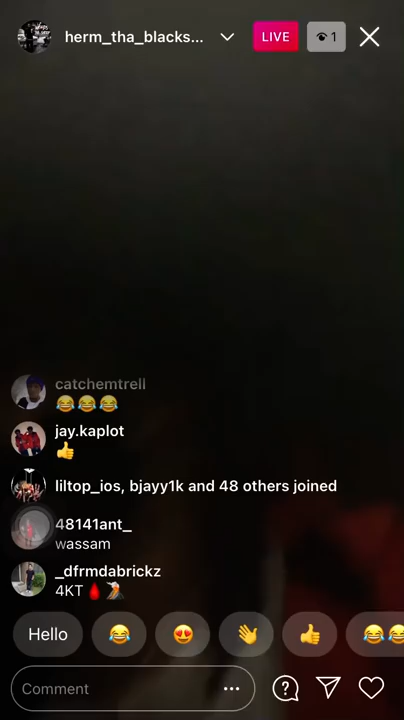 herm_tha_blacks...
LIVE
1
catchemtrell
😂😂😂
jay.kaplot
👍
liltop_ios, bjayy1k and 48 others joined
48141ant_
wassam
_dfrmdabrickz
4KT🩸🤦🏾
Hello 😂 😍 👋 👍 😂😂
Comment